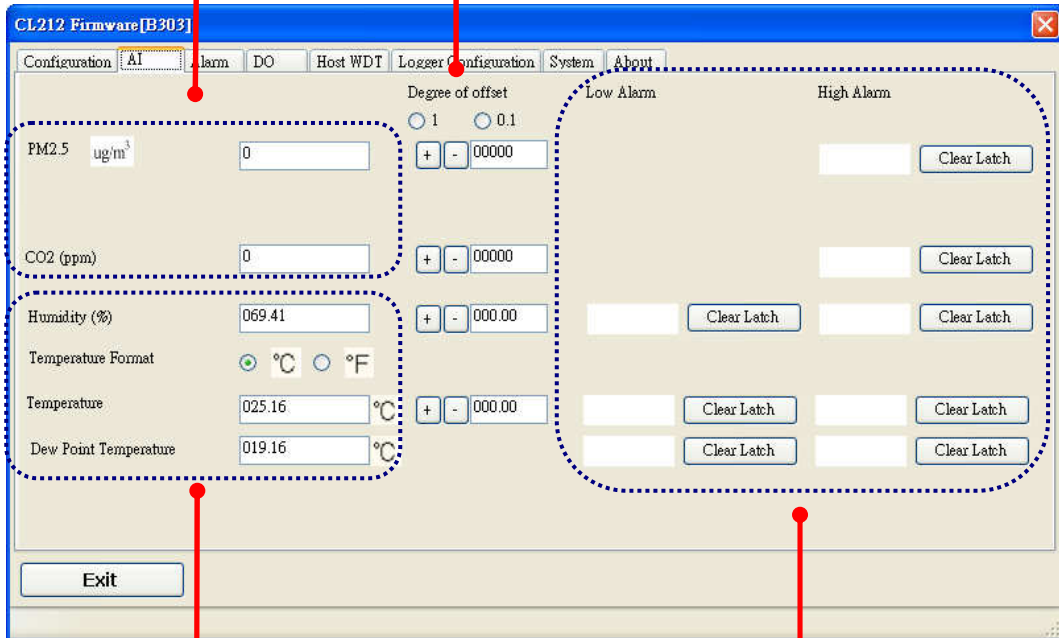 CL212 Firmware[B303]
Configuration AI Alarm DO Host WDT Logger Configuration System About
Degree of offset Low Alarm High Alarm
1 0.1
PM2.5 ug/m³ 0 + - 00000 Clear Latch
CO2 (ppm) 0 + - 00000 Clear Latch
Humidity (%) 069.41 + - 000.00 Clear Latch Clear Latch
Temperature Format °C °F
Temperature 025.16 °C + - 000.00 Clear Latch Clear Latch
Dew Point Temperature 019.16 °C Clear Latch Clear Latch
Exit